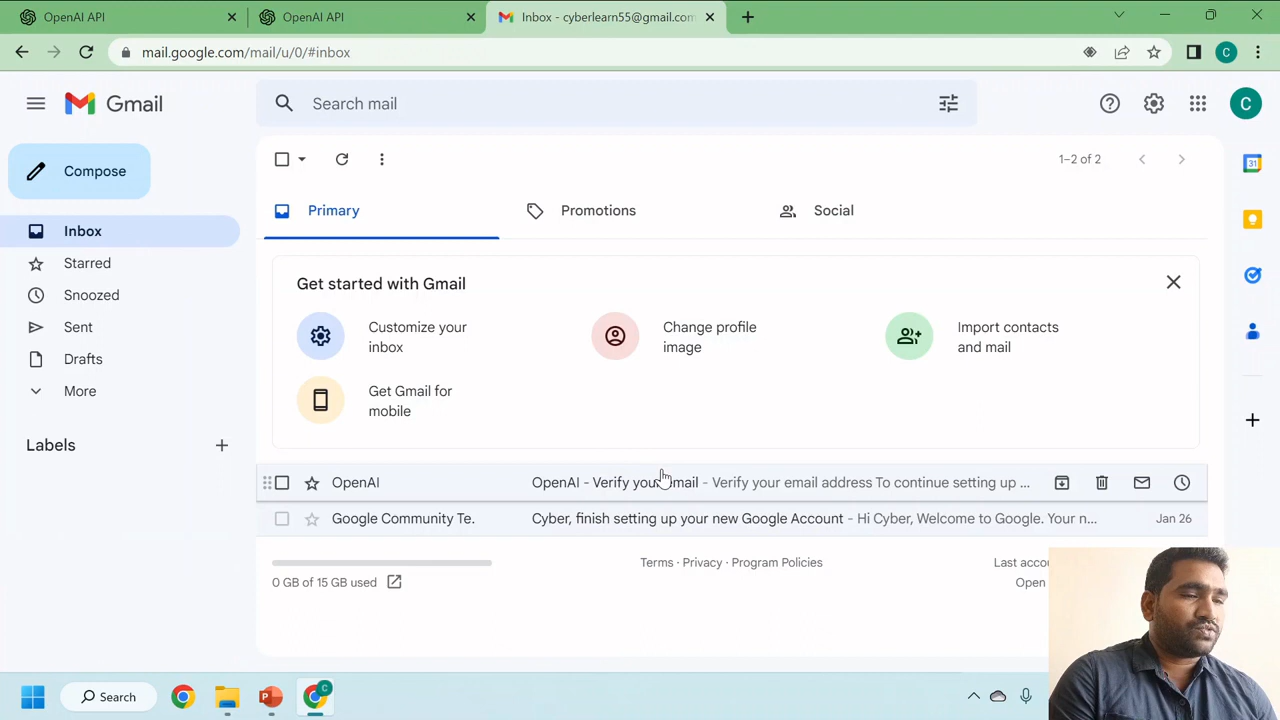 OpenAI API
OpenAI API
Inbox - cyberlearn55@gmail.com
mail.google.com/mail/u/0/#inbox
C
Gmail
Search mail
C
Compose
1–2 of 2
31
Primary
Promotions
Social
Inbox
Starred
Snoozed
Sent
Drafts
More
Labels
Get started with Gmail
Customize your
inbox
Change profile
image
Import contacts
and mail
Get Gmail for
mobile
OpenAI
OpenAI - Verify your email - Verify your email address To continue setting up ...
Google Community Te.
Cyber, finish setting up your new Google Account - Hi Cyber, Welcome to Google. Your n...
Jan 26
Terms · Privacy · Program Policies
Last
0 GB of 15 GB used
Open
Search
C